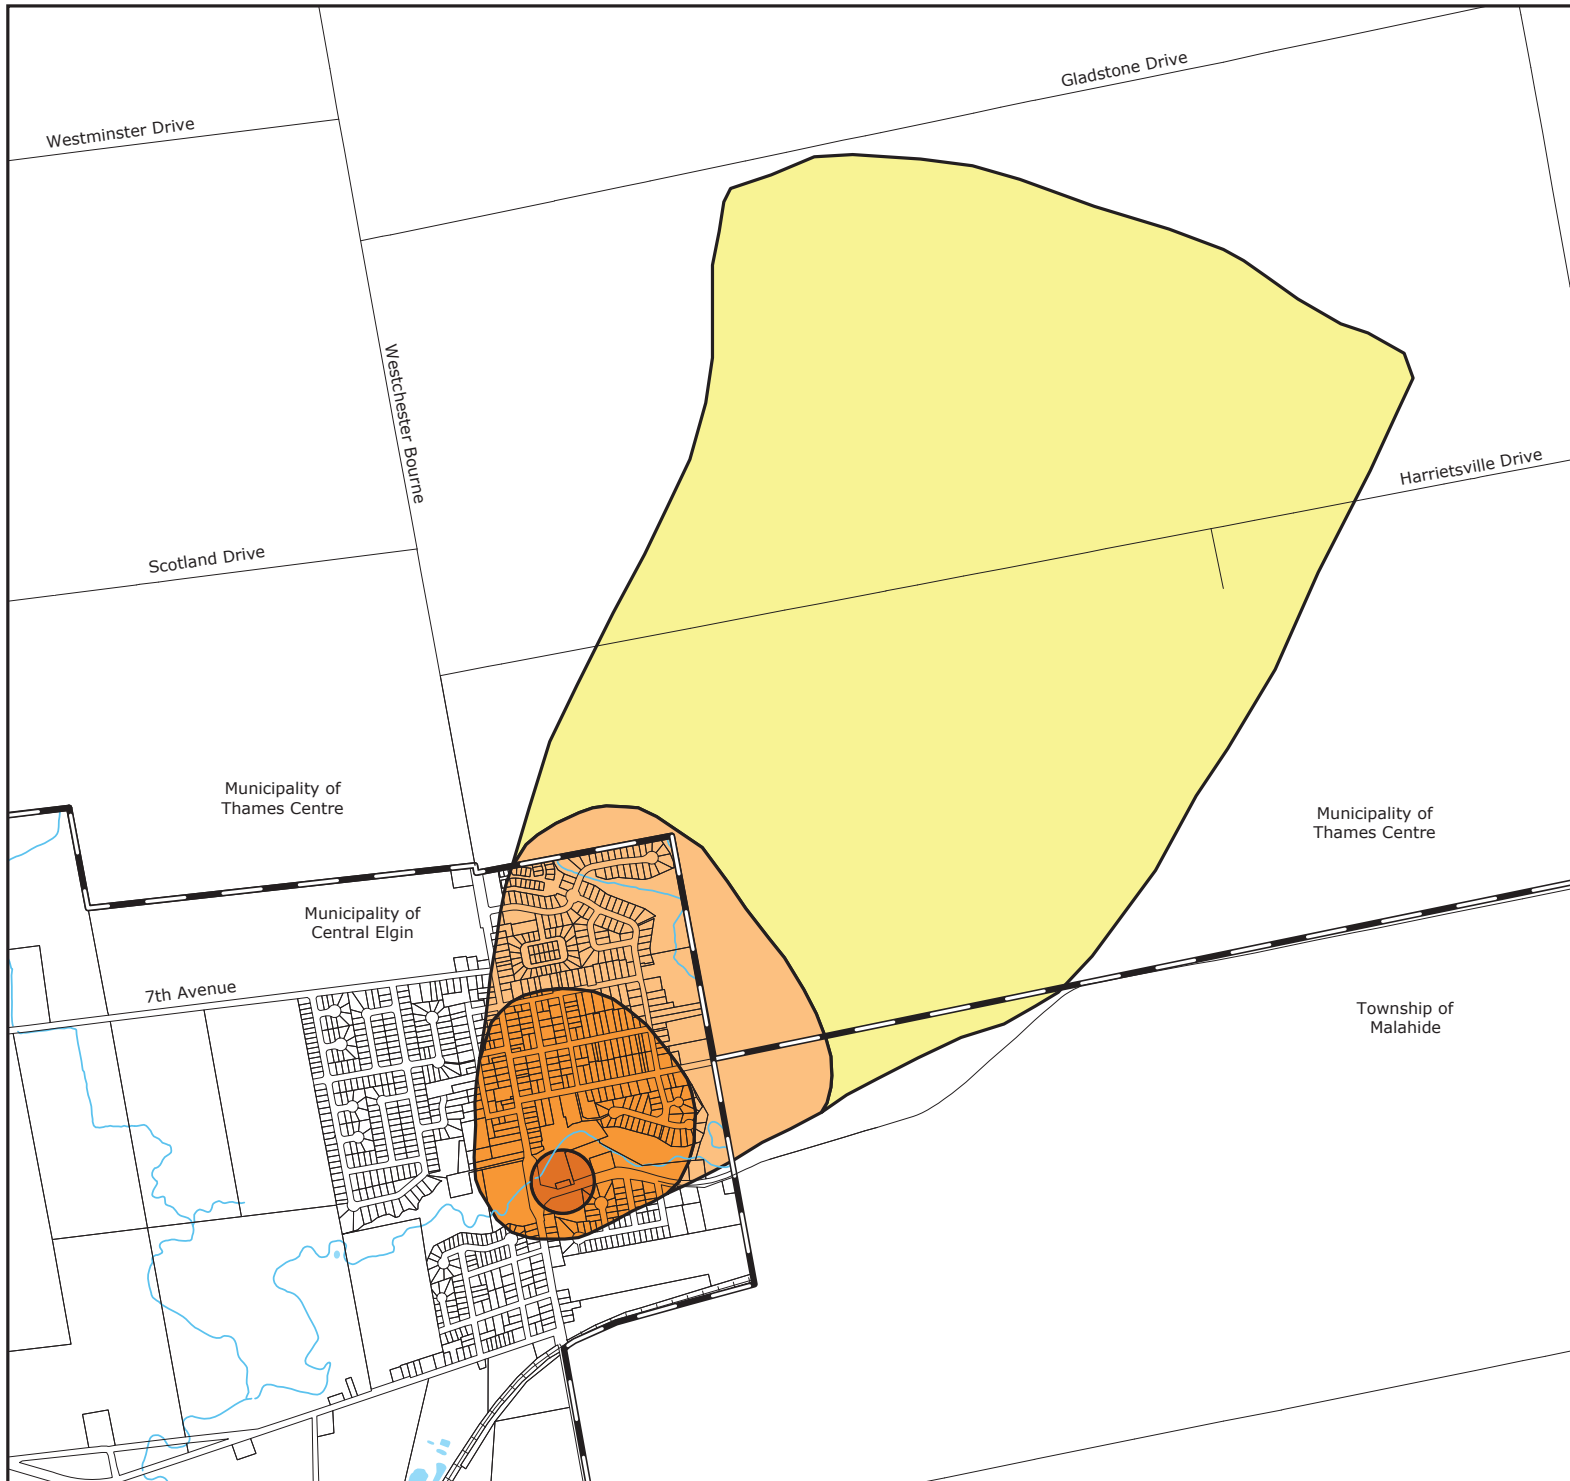 Gladstone Drive
Westminster Drive
Westchester Bourne
Harrietsville Drive
Scotland Drive
Municipality of
Thames Centre
Municipality of
Thames Centre
Municipality of
Central Elgin
7th Avenue
Township of
Malahide